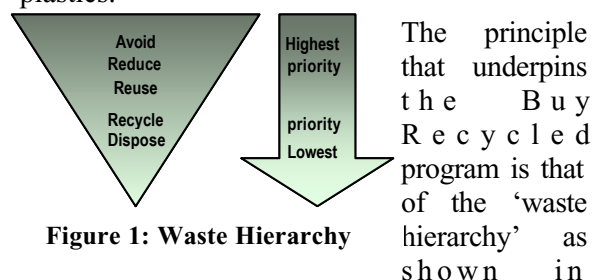 plastics.
Avoid
Reduce
Reuse
Recycle
Dispose
Highest
priority
priority
Lowest
Figure 1: Waste Hierarchy
The principle
that underpins
the Buy
Recycled
program is that
of the ‘waste
hierarchy’ as
shown in